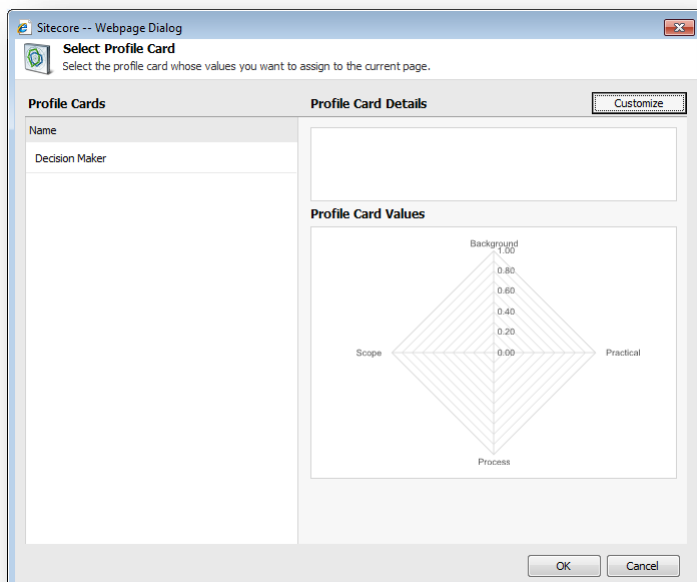 Sitecore -- Webpage Dialog
Select Profile Card
Select the profile card whose values you want to assign to the current page.
Profile Cards
Profile Card Details
Customize
Name
Decision Maker
Profile Card Values
Background
1.00
0.80
0.60
0.40
0.20
Scope
0.00
Practical
Process
OK
Cancel